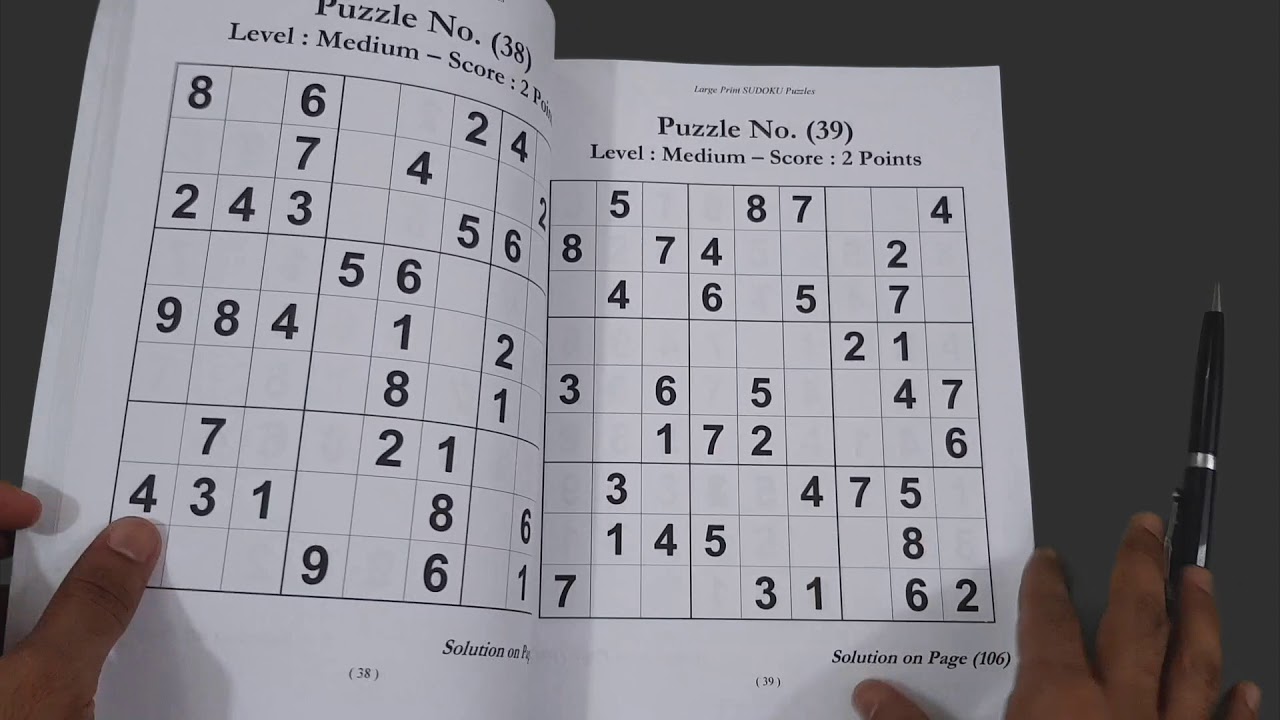 Puzzle No. (38)
Level : Medium – Score : 2
8 6 2 4
7 4
2 4 3 5 6 2
5 6
9 8 4 1 2
8 1
7 2 1
4 3 1 8 6
9 6 1
Solution on
( 38 )
Large Print SUDOKU Puzzles
Puzzle No. (39)
Level : Medium – Score : 2 Points
5 8 7 4
8 7 4 2
4 6 5 7
2 1
3 6 5 4 7
1 7 2 6
3 4 7 5
1 4 5 8
7 3 1 6 2
Solution on Page (106)
( 39 )